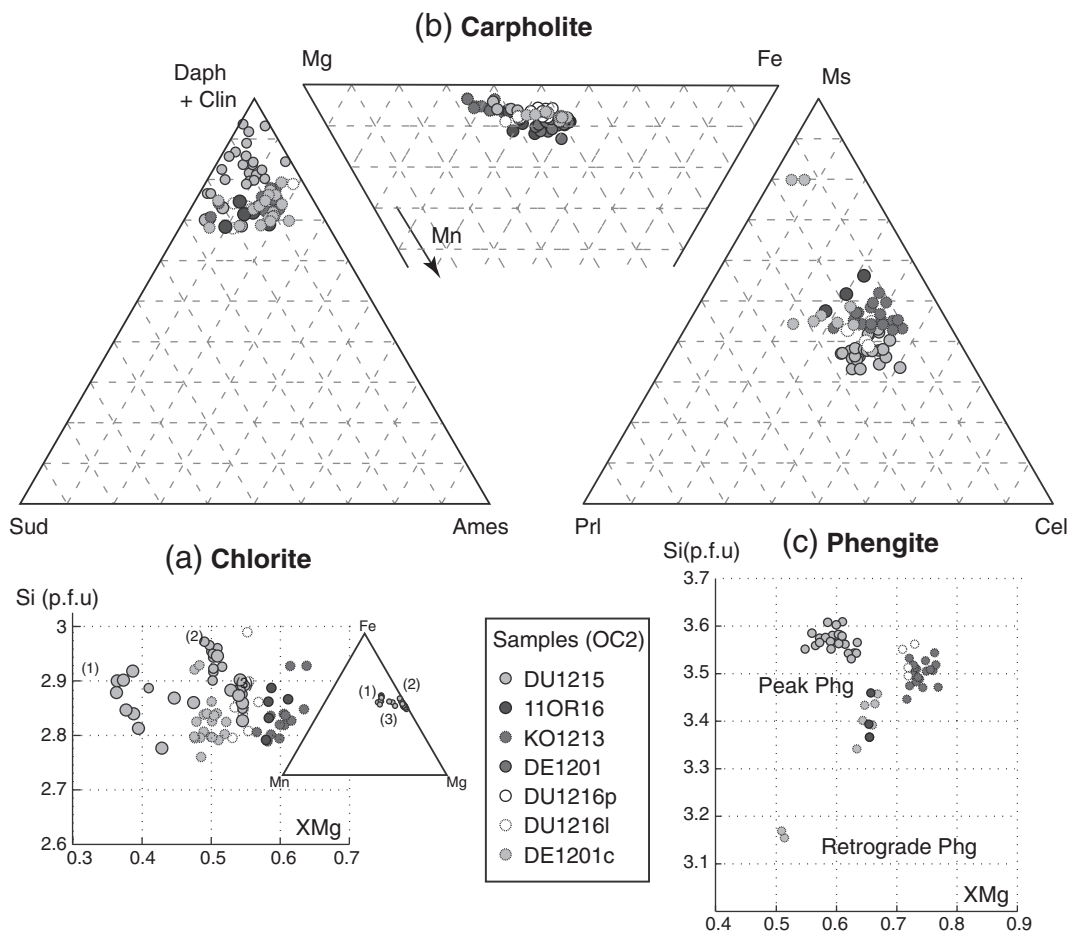 (b) Carpholite
Daph
+ Clin
Mg
Fe
Ms
Mn
Sud
Ames
Prl
Cel
(a) Chlorite
(c) Phengite
Si (p.f.u)
3
2.9
2.8
2.7
2.6
0.3
0.4
0.5
0.6
0.7
XMg
(1)
(2)
(3)
Fe
(1)
(2)
(3)
Mn
Mg
Samples (OC2)
DU1215
11OR16
KO1213
DE1201
DU1216p
DU1216l
DE1201c
Si(p.f.u)
3.7
3.6
3.5
3.4
3.3
3.2
3.1
Peak Phg
Retrograde Phg
XMg
0.4
0.5
0.6
0.7
0.8
0.9